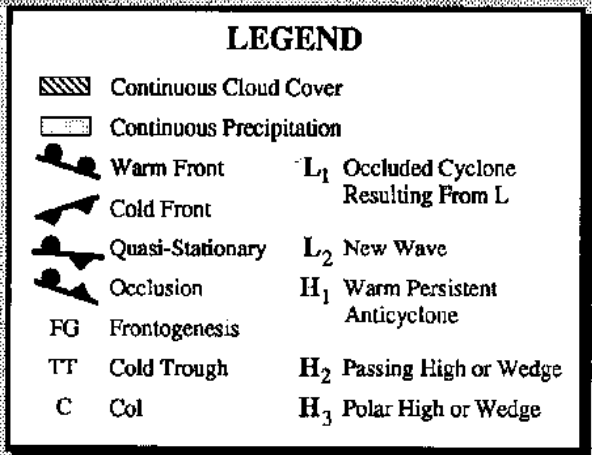 LEGEND
Continuous Cloud Cover
Continuous Precipitation
Warm Front
Cold Front
Quasi-Stationary
Occlusion
FG Frontogenesis
TT Cold Trough
C Col
L1 Occluded Cyclone
Resulting From L
L2 New Wave
H1 Warm Persistent
Anticyclone
H2 Passing High or Wedge
H3 Polar High or Wedge